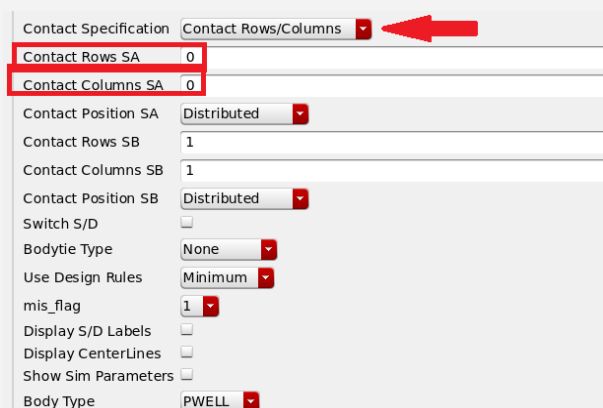 Contact Specification Contact Rows/Columns
Contact Rows SA 0
Contact Columns SA 0
Contact Position SA Distributed
Contact Rows SB 1
Contact Columns SB 1
Contact Position SB Distributed
Switch S/D
Bodytie Type None
Use Design Rules Minimum
mis_flag 1
Display S/D Labels
Display CenterLines
Show Sim Parameters
Body Type PWELL